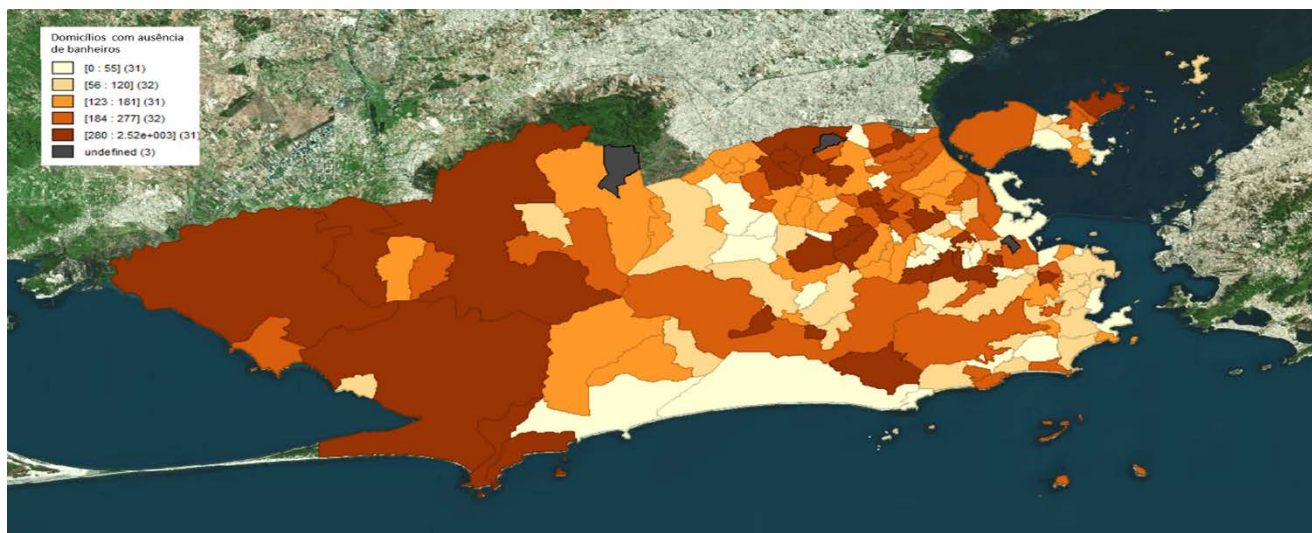 Domicílios com ausência
de banheiros
[0 : 55] (31)
[56 : 120] (32)
[123 : 181] (31)
[184 : 277] (32)
[280 : 2.52e+003] (31)
undefined (3)